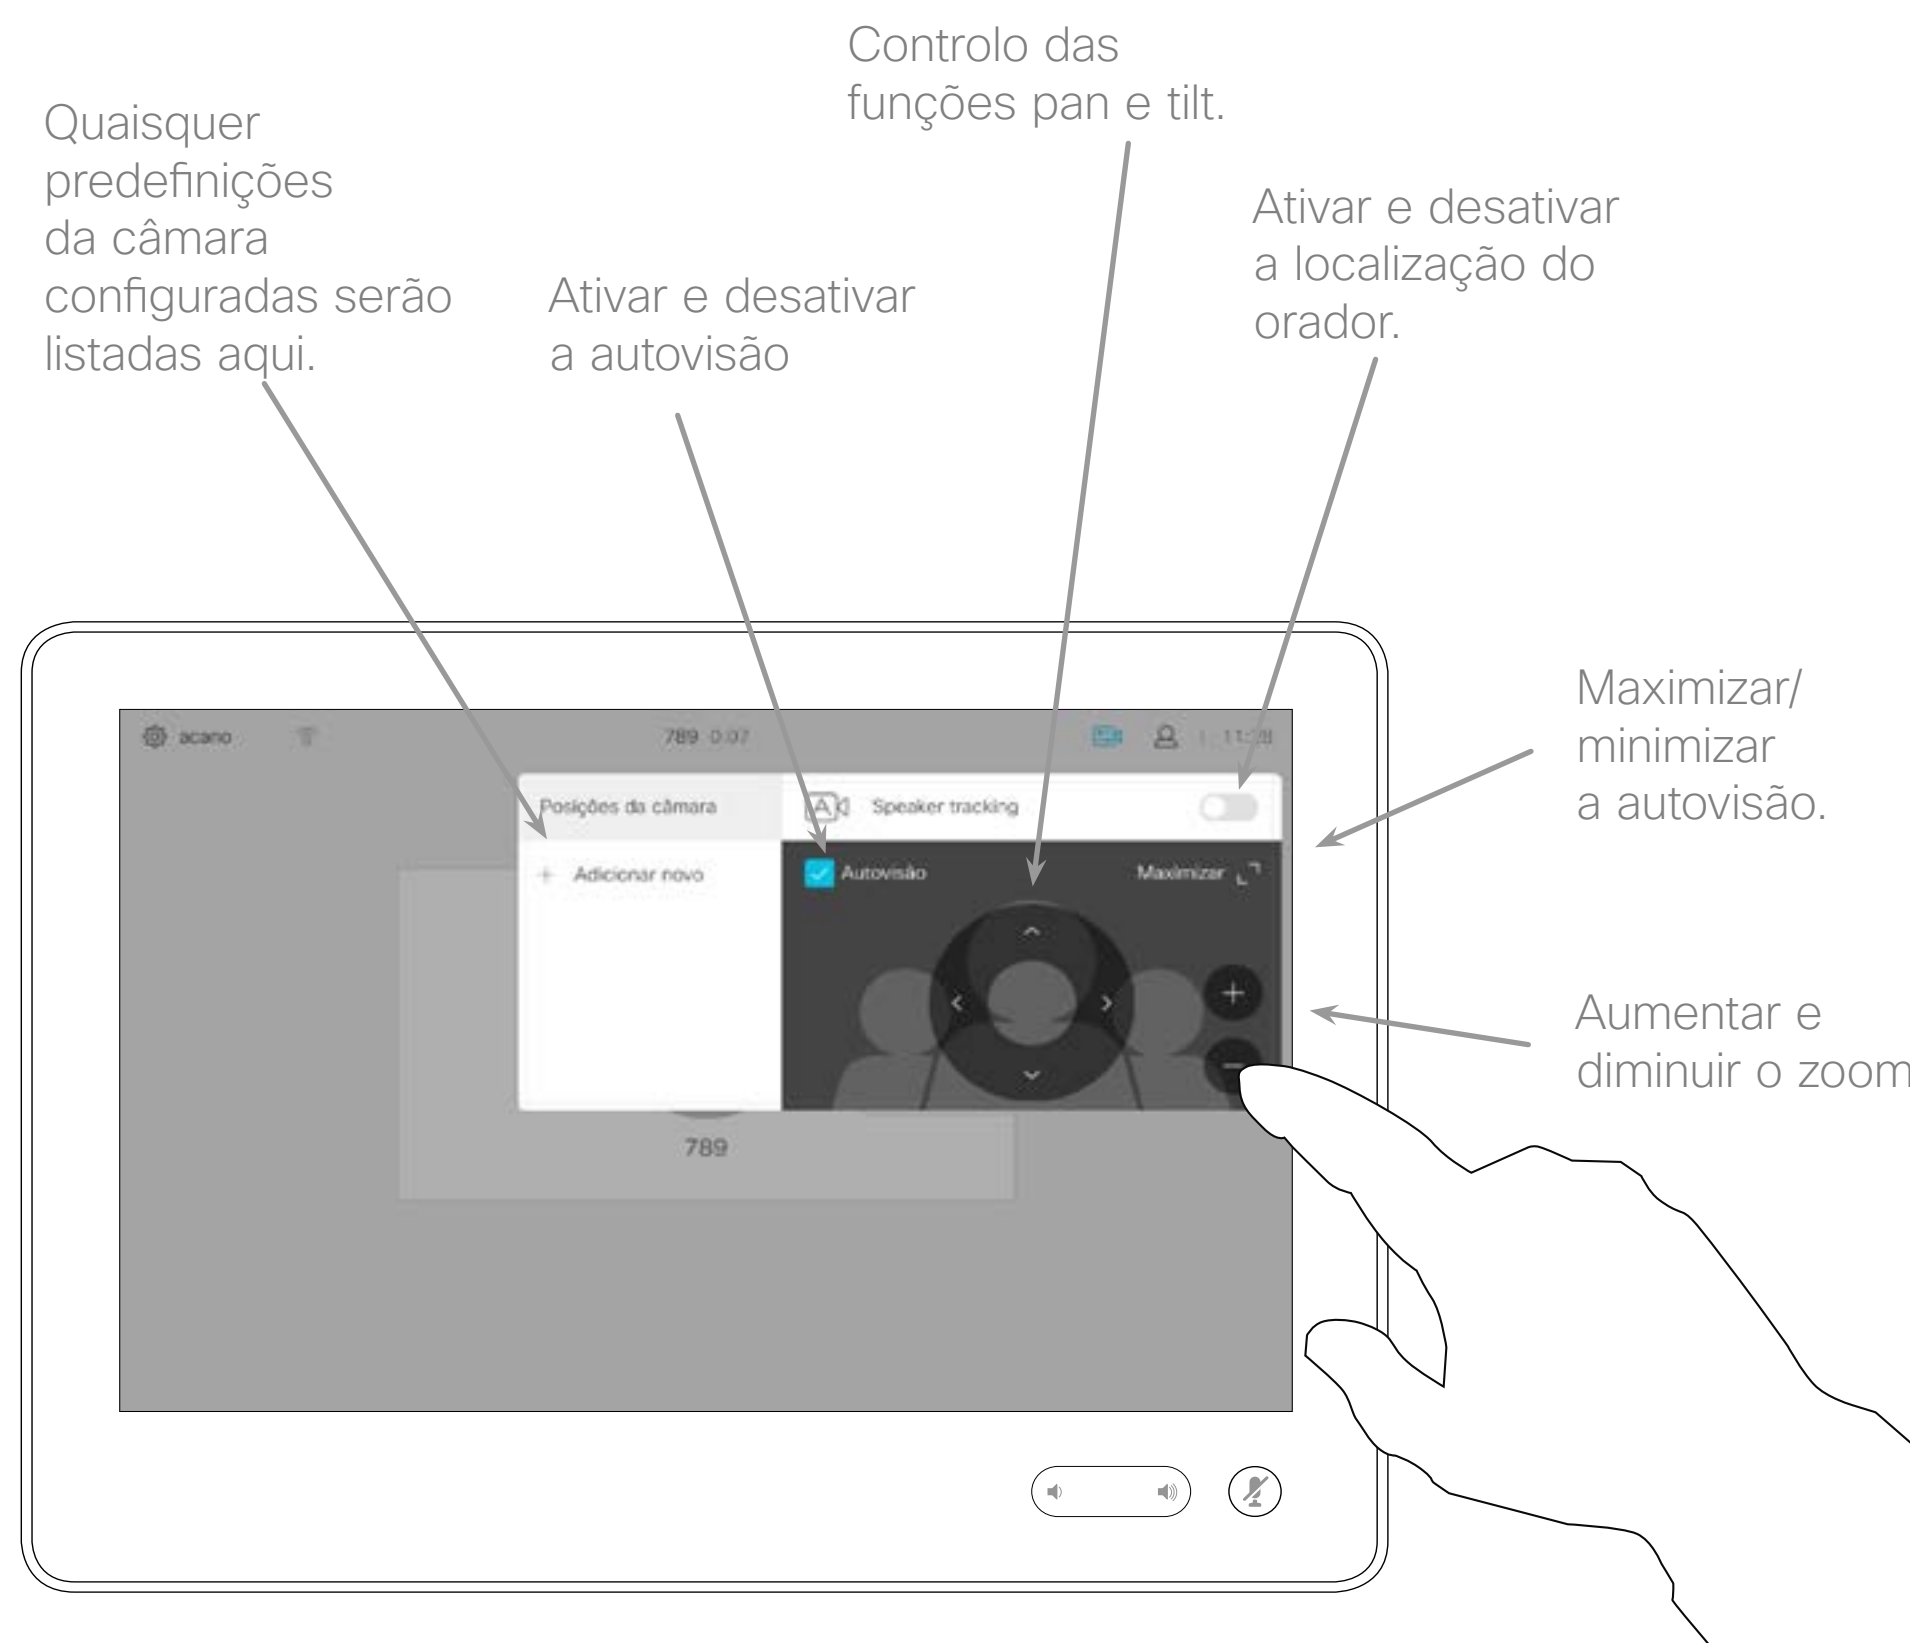 Controlo das
funções pan e tilt.
Quaisquer
predefinições
da câmara
configuradas serão
listadas aqui.
Ativar e desativar
a autovisão
Ativar e desativar
a localização do
orador.
Maximizar/
minimizar
a autovisão.
Aumentar e
diminuir o zoom
acano
789 0:07
Posições da câmara
Speaker tracking
Adicionar novo
Autovisão
Maximizar
789